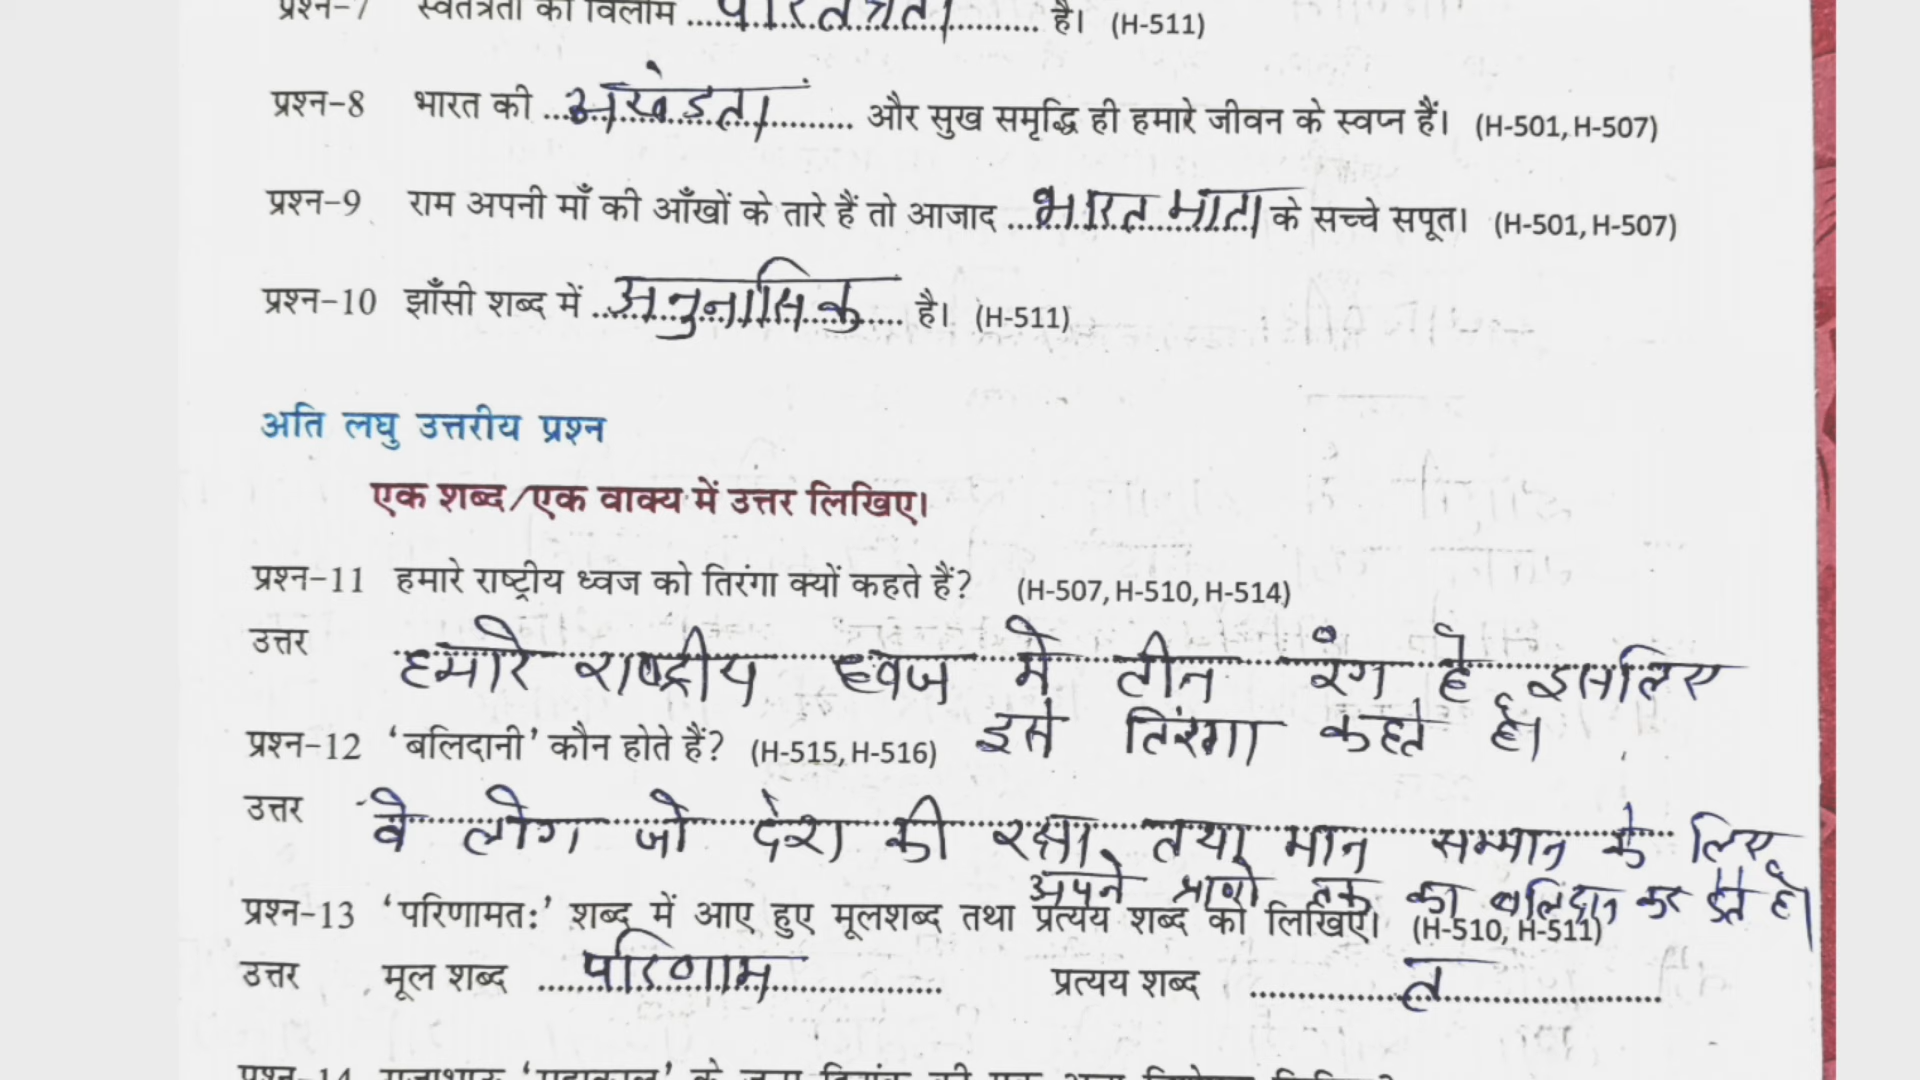 प्रश्न-7 स्वतंत्रता का विलोम परतंत्रता है। (H-511)
प्रश्न-8 भारत की अखंडता और सुख समृद्धि ही हमारे जीवन के स्वप्न हैं। (H-501, H-507)
प्रश्न-9 राम अपनी माँ की आँखों के तारे हैं तो आजाद भारत माता के सच्चे सपूत। (H-501, H-507)
प्रश्न-10 झाँसी शब्द में अनुनासिक है। (H-511)
अति लघु उत्तरीय प्रश्न
एक शब्द/एक वाक्य में उत्तर लिखिए।
प्रश्न-11 हमारे राष्ट्रीय ध्वज को तिरंगा क्यों कहते हैं? (H-507, H-510, H-514)
उत्तर हमारे राष्ट्रीय ध्वज मे तीन रंग है इसलिए
इसे तिरंगा कहते है।
प्रश्न-12 ‘बलिदानी’ कौन होते हैं? (H-515, H-516)
उत्तर वे लोग जो देश की रक्षा तथा मान सम्मान के लिए
अपने प्राणो तक का बलिदान कर देते है।
प्रश्न-13 ‘परिणामतः’ शब्द में आए हुए मूलशब्द तथा प्रत्यय शब्द को लिखिए। (H-510, H-511)
उत्तर मूल शब्द परिणाम प्रत्यय शब्द त
प्रश्न-14